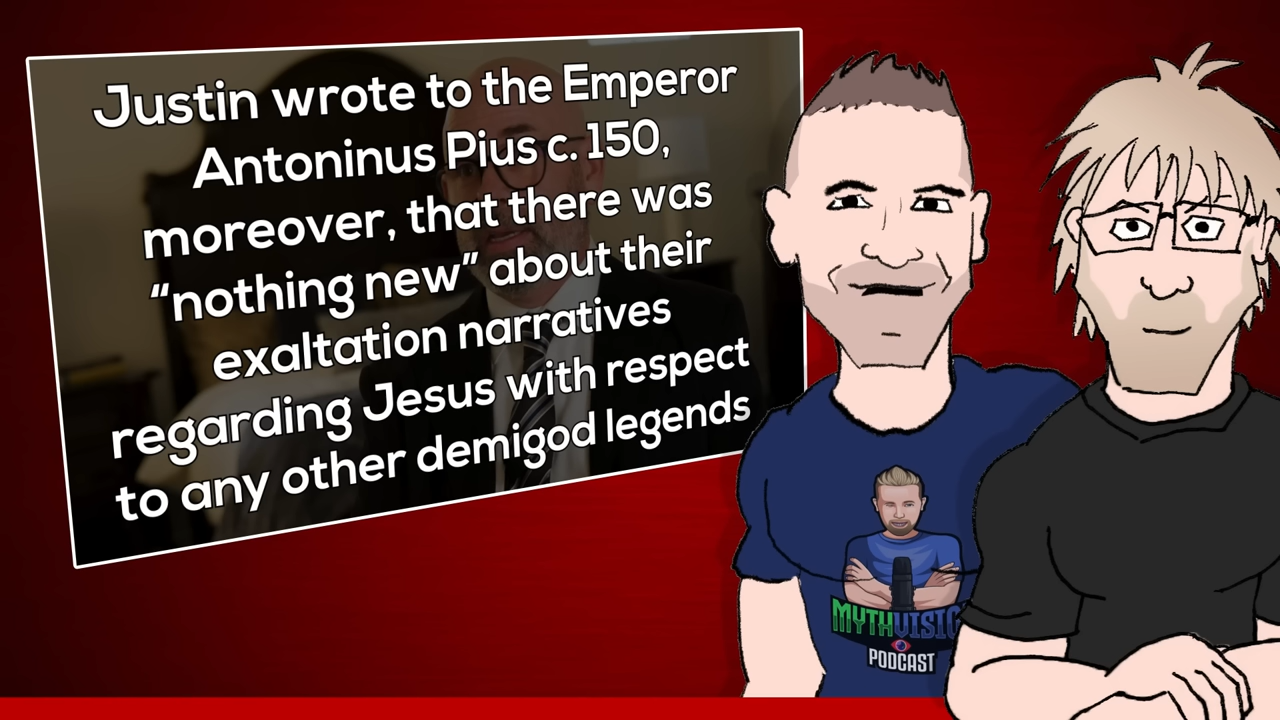 Justin wrote to the Emperor
Antoninus Pius c. 150,
moreover, that there was
“nothing new” about their
exaltation narratives
regarding Jesus with respect
to any other demigod legends
PODCAST